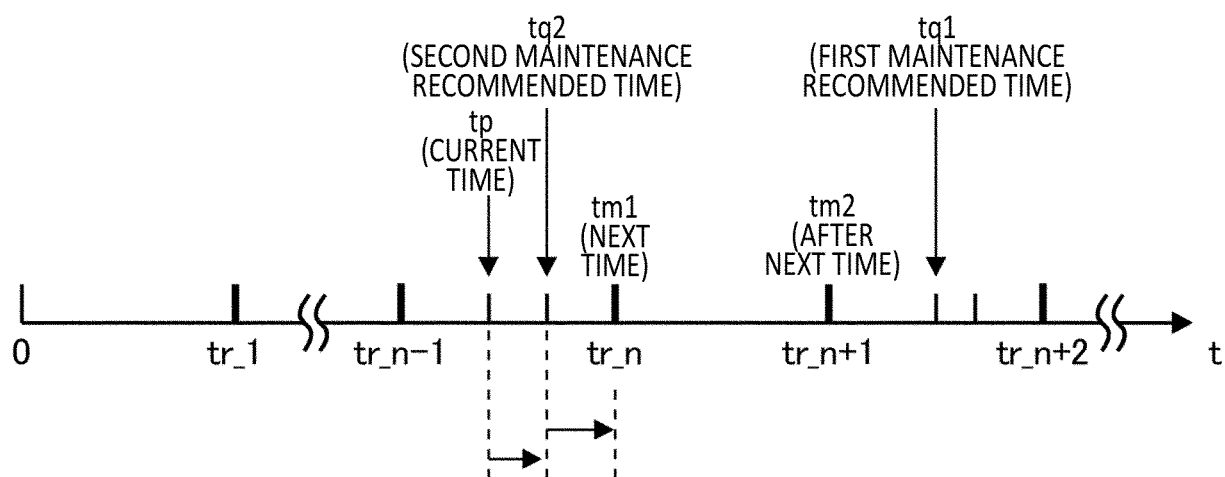 tq2
(SECOND MAINTENANCE
RECOMMENDED TIME)
tq1
(FIRST MAINTENANCE
RECOMMENDED TIME)
tp
(CURRENT
TIME)
tm1
(NEXT
TIME)
tm2
(AFTER
NEXT TIME)
0
tr_1
tr_n-1
tr_n
tr_n+1
tr_n+2
t